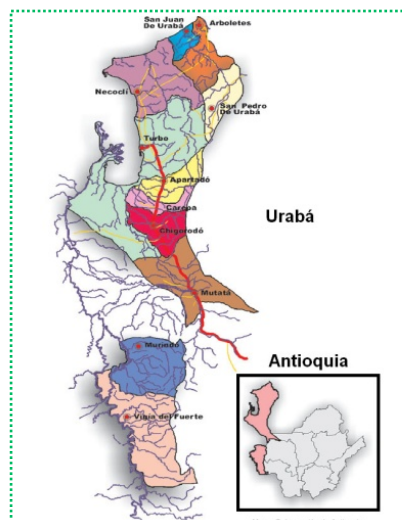 San Juan
De Urabá
Arboletes
Necoclí
San Pedro
De Urabá
Turbo
Apartadó
Carepa
Chigorodó
Urabá
Mutatá
Antioquia
Murindó
Vigía del Fuerte